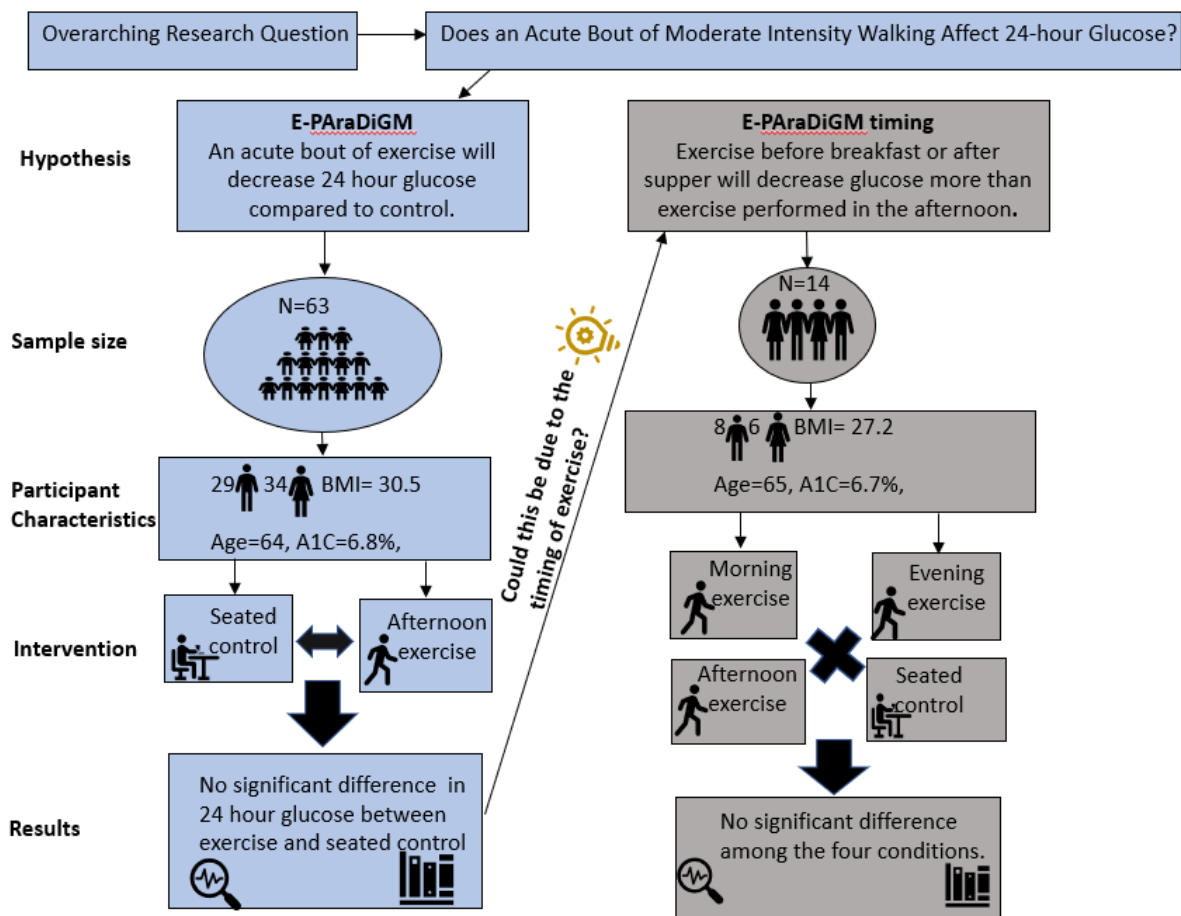 Overarching Research Question
Does an Acute Bout of Moderate Intensity Walking Affect 24-hour Glucose?
Hypothesis
E-PAraDiGM
An acute bout of exercise will
decrease 24 hour glucose
compared to control.
E-PAraDiGM timing
Exercise before breakfast or after
supper will decrease glucose more than
exercise performed in the afternoon.
Sample size
N=63
N=14
Could this be due to the
timing of exercise?
Participant
Characteristics
29 34 BMI= 30.5
Age=64, A1C=6.8%,
8 6 BMI= 27.2
Age=65, A1C=6.7%,
Intervention
Seated
control
Afternoon
exercise
Morning
exercise
Evening
exercise
Afternoon
exercise
Seated
control
Results
No significant difference in
24 hour glucose between
exercise and seated control
No significant difference
among the four conditions.